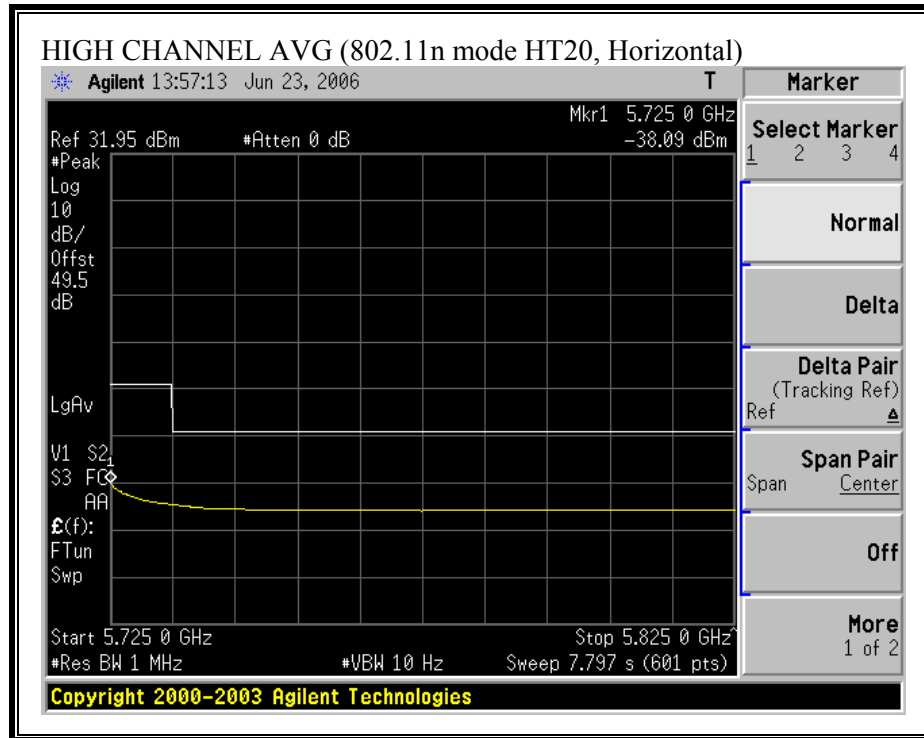 HIGH CHANNEL AVG (802.11n mode HT20, Horizontal)
Agilent 13:57:13 Jun 23, 2006 T
Mkr1 5.725 0 GHz
Ref 31.95 dBm #Atten 0 dB -38.09 dBm
#Peak
Log
10
dB/
Offst
49.5
dB
LgAv
V1 S2
1
S3 FC
AA
£(f):
FTun
Swp
Start 5.725 0 GHz Stop 5.825 0 GHz^
#Res BW 1 MHz #VBW 10 Hz Sweep 7.797 s (601 pts)
Copyright 2000-2003 Agilent Technologies
Marker
Select Marker
1 2 3 4
Normal
Delta
Delta Pair
(Tracking Ref)
Ref Δ
Span Pair
Span Center
Off
More
1 of 2